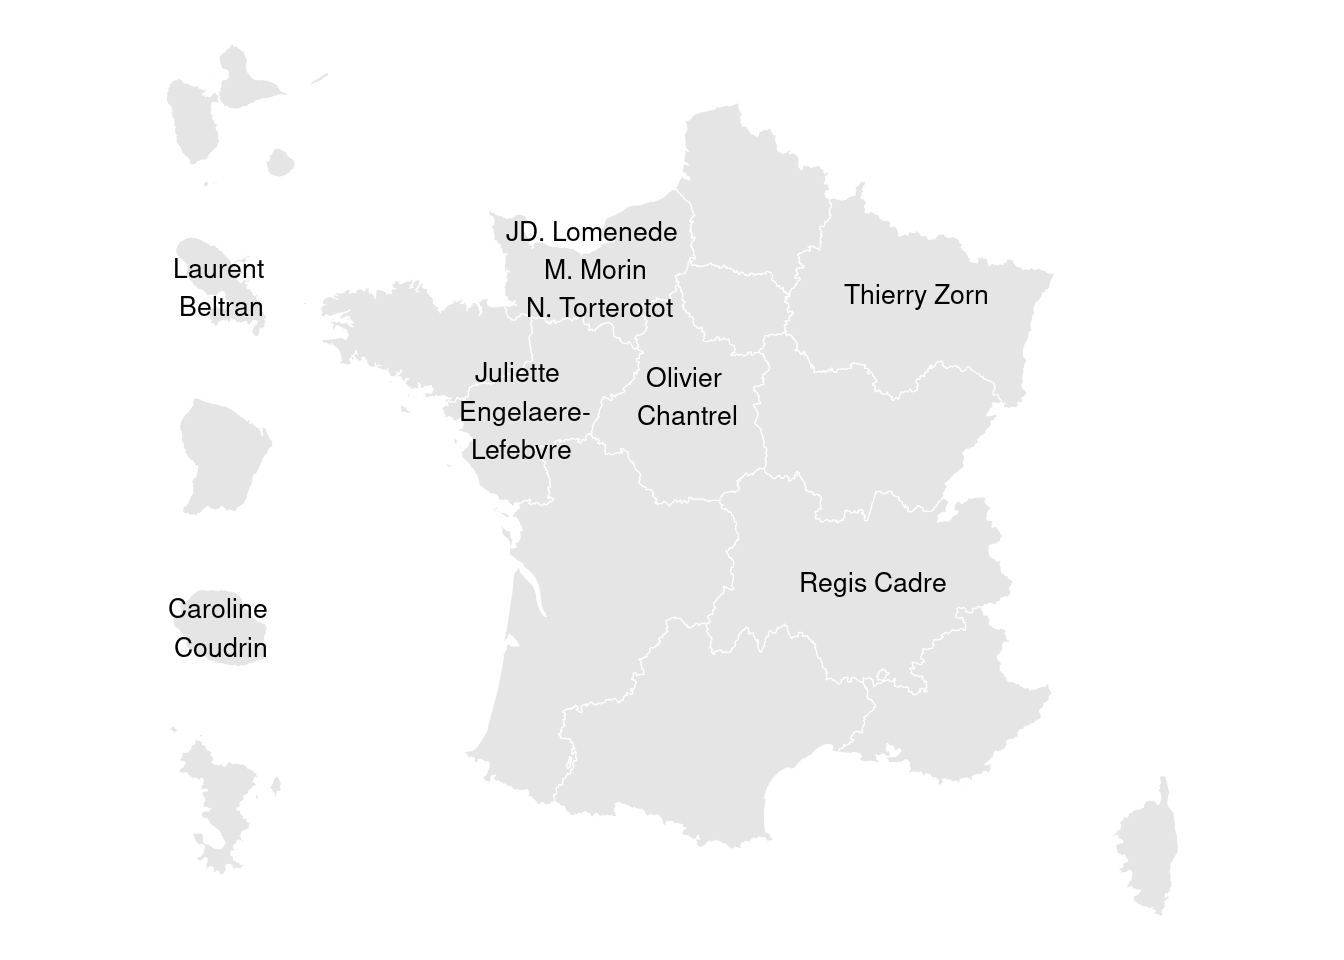 JD. Lomenede
M. Morin
N. Torterotot
Laurent
Beltran
Thierry Zorn
Juliette
Engelaere-
Lefebvre
Olivier
Chantrel
Regis Cadre
Caroline
Coudrin